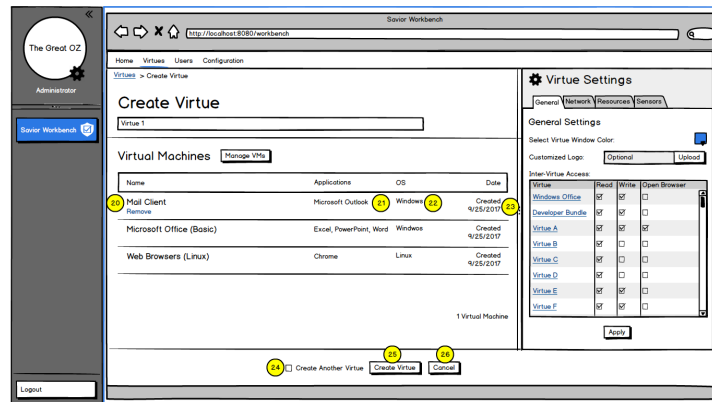 The Great OZ
Administrator
Savior Workbench
Logout
Savior Workbench
http://localhost:8080/workbench
Home Virtues Users Configuration
Virtues > Create Virtue
Create Virtue
Virtue 1
Virtual Machines Manage VMs
Name Applications OS Date
20 Mail Client Microsoft Outlook 21 Windows 22 Created 23
Remove 9/25/2017
Microsoft Office (Basic) Excel, PowerPoint, Word Windwos Created
9/25/2017
Web Browsers (Linux) Chrome Linux Created
9/25/2017
1 Virtual Machine
25 26
24 Create Another Virtue Create Virtue Cancel
Virtue Settings
General Network Resources Sensors
General Settings
Select Virtue Window Color:
Customized Logo: Optional Upload
Inter-Virtue Access:
Virtue Read Write Open Browser
Windows Office
Developer Bundle
Virtue A
Virtue B
Virtue C
Virtue D
Virtue E
Virtue F
Apply